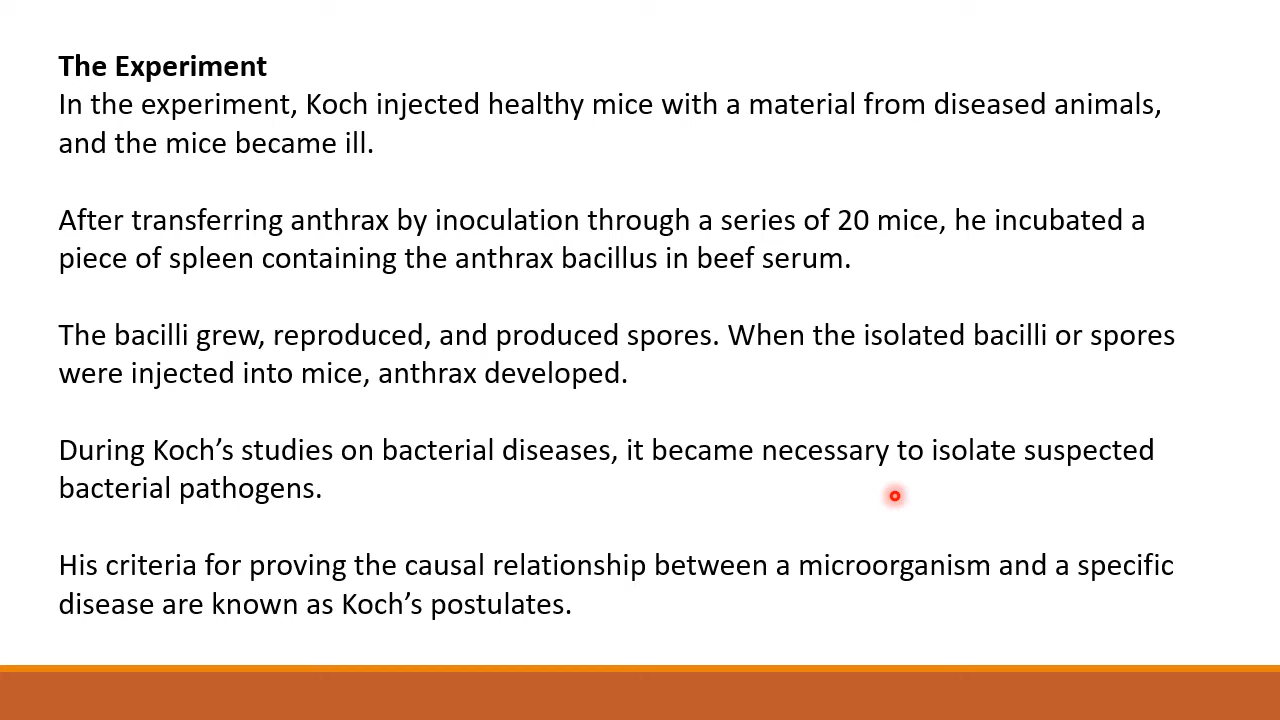 The Experiment
In the experiment, Koch injected healthy mice with a material from diseased animals,
and the mice became ill.
After transferring anthrax by inoculation through a series of 20 mice, he incubated a
piece of spleen containing the anthrax bacillus in beef serum.
The bacilli grew, reproduced, and produced spores. When the isolated bacilli or spores
were injected into mice, anthrax developed.
During Koch’s studies on bacterial diseases, it became necessary to isolate suspected
bacterial pathogens.
His criteria for proving the causal relationship between a microorganism and a specific
disease are known as Koch’s postulates.